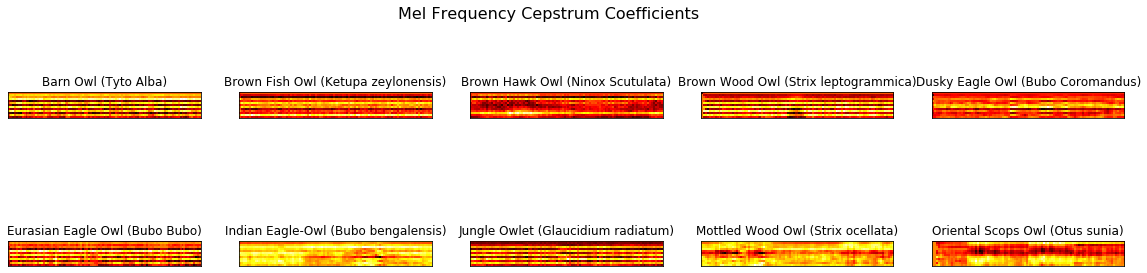 Mel Frequency Cepstrum Coefficients
Barn Owl (Tyto Alba)
Brown Fish Owl (Ketupa zeylonensis)
Brown Hawk Owl (Ninox Scutulata)
Brown Wood Owl (Strix leptogrammica)
Dusky Eagle Owl (Bubo Coromandus)
Eurasian Eagle Owl (Bubo Bubo)
Indian Eagle-Owl (Bubo bengalensis)
Jungle Owlet (Glaucidium radiatum)
Mottled Wood Owl (Strix ocellata)
Oriental Scops Owl (Otus sunia)